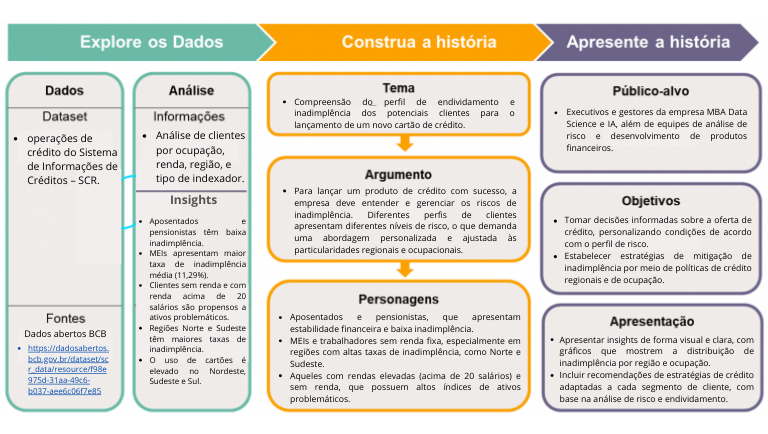 Explore os Dados
Construa a história
Apresente a história
Dados
Dataset
• operações de
crédito do Sistema
de Informações de
Créditos – SCR.
Fontes
Dados abertos BCB
• https://dadosabertos.
bcb.gov.br/dataset/sc
r_data/resource/f98e
975d-31aa-49c6-
b037-aee6c06f7e85
Análise
Informações
• Análise de clientes
por ocupação,
renda, região, e
tipo de indexador.
Insights
• Aposentados e
pensionistas têm baixa
inadimplência.
• MEIs apresentam maior
taxa de inadimplência
média (11,29%).
• Clientes sem renda e com
renda acima de 20
salários são propensos a
ativos problemáticos.
• Regiões Norte e Sudeste
têm maiores taxas de
inadimplência.
• O uso de cartões é
elevado no Nordeste,
Sudeste e Sul.
Tema
• Compreensão do_ perfil de endividamento e
inadimplência dos potenciais clientes para o
lançamento de um novo cartão de crédito.
Argumento
• Para lançar um produto de crédito com sucesso, a
empresa deve entender e gerenciar os riscos de
inadimplência. Diferentes perfis de clientes
apresentam diferentes níveis de risco, o que demanda
uma abordagem personalizada e ajustada às
particularidades regionais e ocupacionais.
Personagens
• Aposentados e pensionistas, que apresentam
estabilidade financeira e baixa inadimplência.
• MEIs e trabalhadores sem renda fixa, especialmente em
regiões com altas taxas de inadimplência, como Norte e
Sudeste.
• Aqueles com rendas elevadas (acima de 20 salários) e
sem renda, que possuem altos índices de ativos
problemáticos.
Público-alvo
• Executivos e gestores da empresa MBA Data
Science e IA, além de equipes de análise de
risco e desenvolvimento de produtos
financeiros.
Objetivos
• Tomar decisões informadas sobre a oferta de
crédito, personalizando condições de acordo
com o perfil de risco.
• Estabelecer estratégias de mitigação de
inadimplência por meio de políticas de crédito
regionais e de ocupação.
Apresentação
• Apresentar insights de forma visual e clara, com
gráficos que mostrem a distribuição de
inadimplência por região e ocupação.
• Incluir recomendações de estratégias de crédito
adaptadas a cada segmento de cliente, com
base na análise de risco e endividamento.